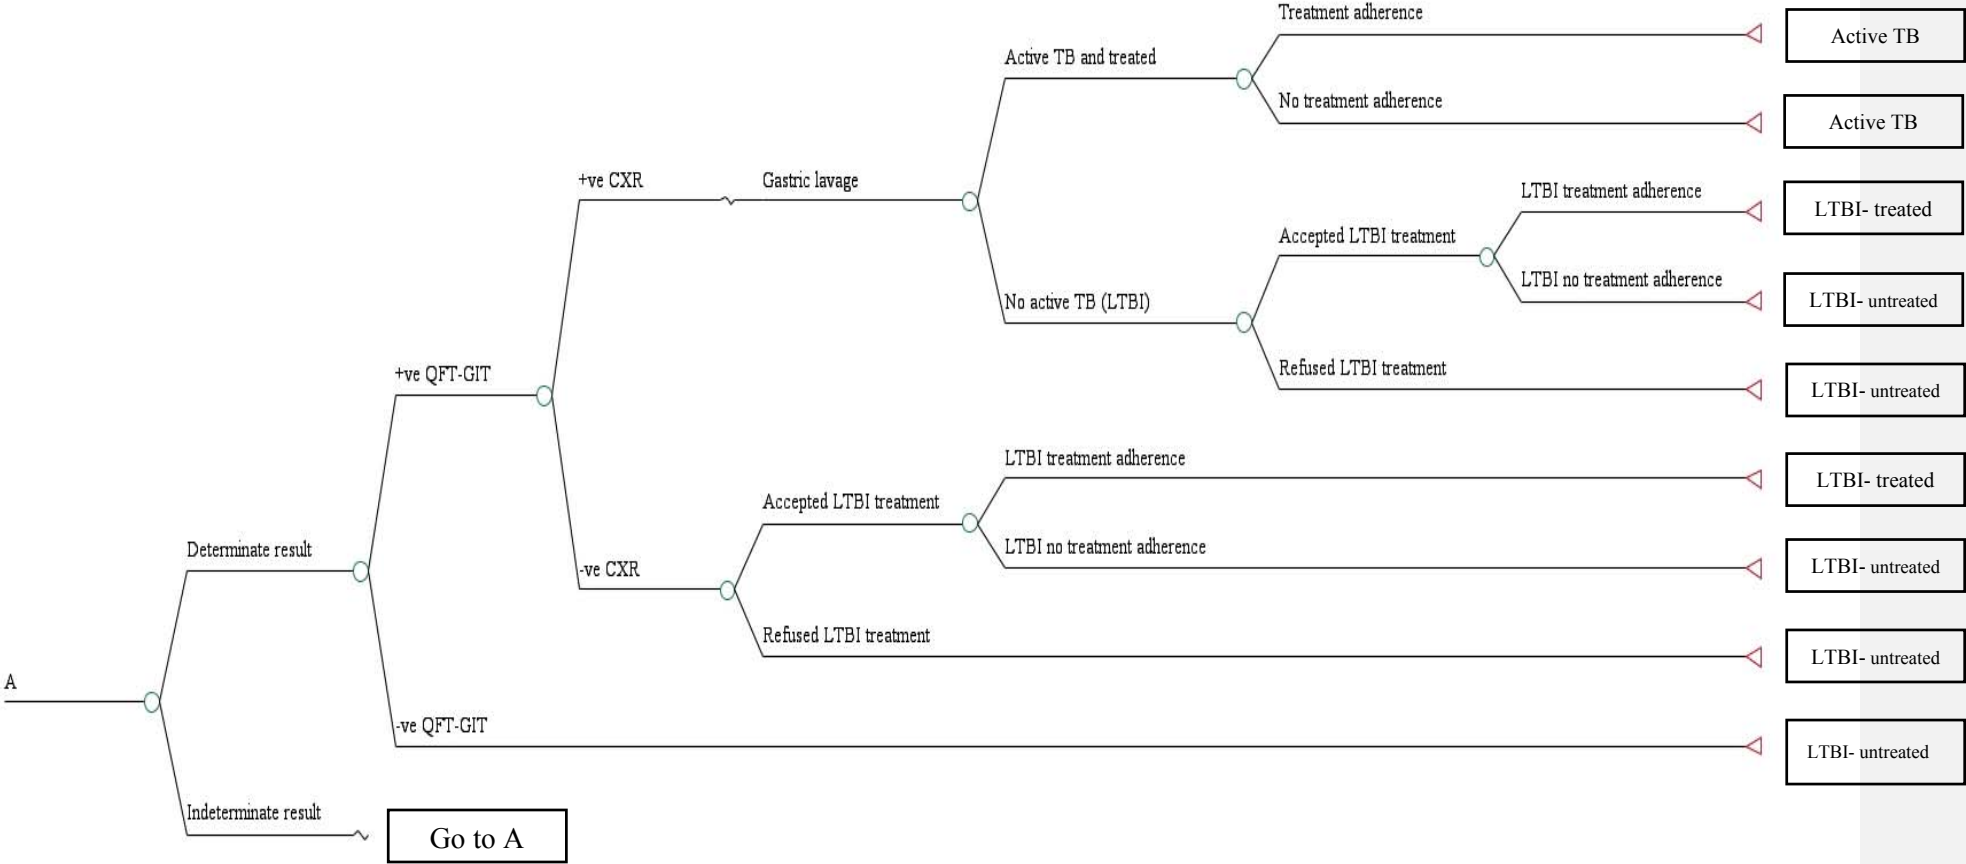 Treatment adherence
Active TB
Active TB and treated
No treatment adherence
Active TB
+ve CXR
Gastric lavage
LTBI treatment adherence
LTBI- treated
Accepted LTBI treatment
LTBI no treatment adherence
LTBI- untreated
No active TB (LTBI)
Refused LTBI treatment
LTBI- untreated
+ve QFT-GIT
LTBI treatment adherence
LTBI- treated
Accepted LTBI treatment
LTBI no treatment adherence
LTBI- untreated
Determinate result
-ve CXR
Refused LTBI treatment
LTBI- untreated
A
-ve QFT-GIT
LTBI- untreated
Indeterminate result
Go to A